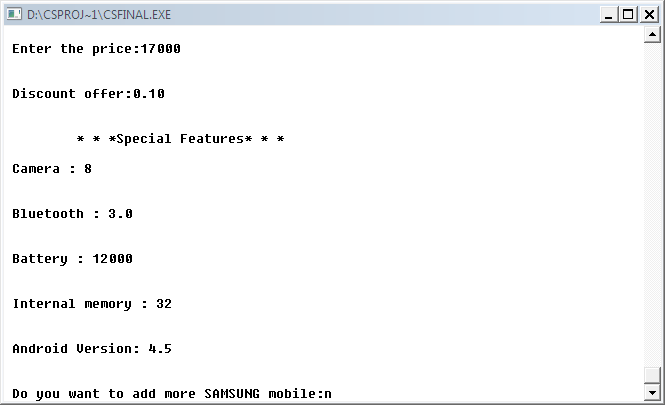 D:\CSPROJ~1\CSFINAL.EXE
Enter the price:17000
Discount offer:0.10
* * *Special Features* * *
Camera : 8
Bluetooth : 3.0
Battery : 12000
Internal memory : 32
Android Version: 4.5
Do you want to add more SAMSUNG mobile:n